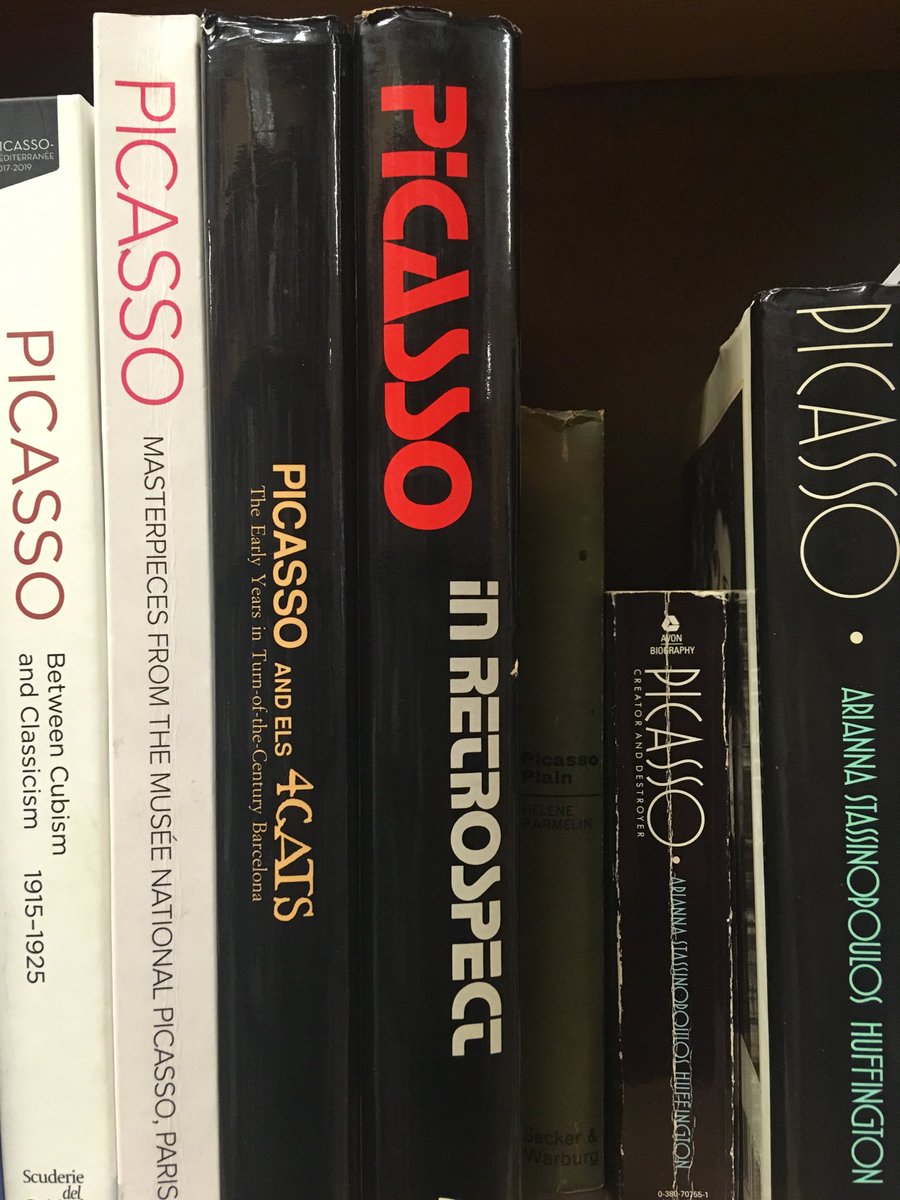 PICASSO-
MÉDITERRANÉE
2017-2019
PICASSO
Between Cubism
and Classicism 1915-1925
Scuderie
del
PICASSO
MASTERPIECES FROM THE MUSÉE NATIONAL PICASSO, PARIS
PICASSO AND ELS 4CATS
The Early Years in Turn-of-the-Century Barcelona
PICASSO
IN RETROSPECT
Picasso
Plain
HELENE
PARMELIN
Secker &
Warburg
AVON
BIOGRAPHY
PICASSO
CREATOR AND DESTROYER
ARIANNA STASSINOPOULOS HUFFINGTON
0-380-70755-1
PICASSO • ARIANNA STASSINOPOULOS HUFFINGTON